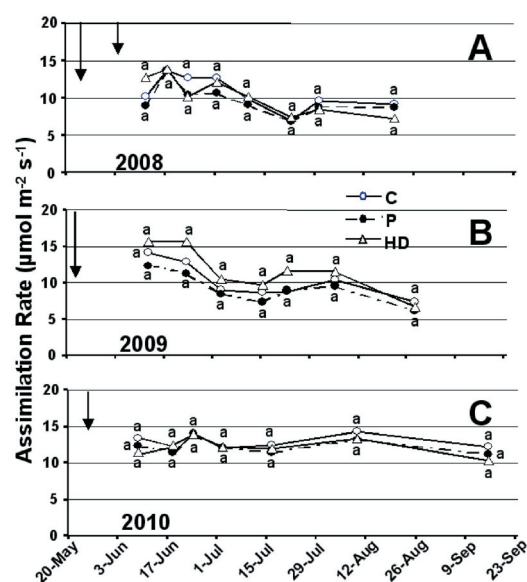 Assimilation Rate (µmol m-2 s-1)
20
15
10
5
0
A
a a a a
a a a
a a
a a a a
a a
2008
C
P
HD
20
15
10
5
0
B
a a
a
a a a a
a a
a a a a
a
2009
20
15
10
5
0
C
a a a a a a a
a a
a a a a a
a
2010
20-May 3-Jun 17-Jun 1-Jul 15-Jul 29-Jul 12-Aug 26-Aug 9-Sep 23-Sep